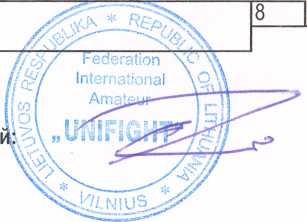 8
LIETUVOS RESPUBLIKA * REPUBLIC OF LITHUANIA
Federation
International
Amateur
„UNIFIGHT“
й:
* VILNIUS *